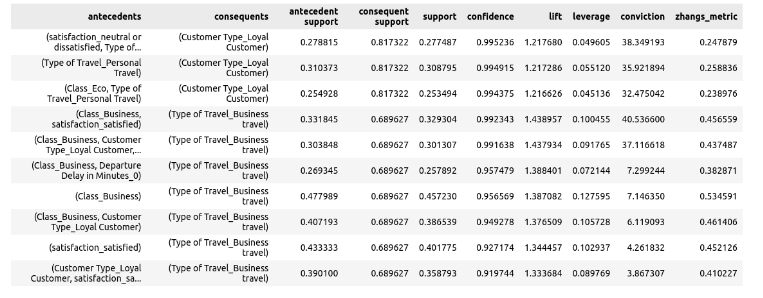 antecedents consequents antecedent support consequent support support confidence lift leverage conviction zhangs_metric
(satisfaction_neutral or dissatisfied, Type of... (Customer Type_Loyal Customer) 0.278815 0.817322 0.277487 0.995236 1.217680 0.049605 38.349193 0.247879
(Type of Travel_Personal Travel) (Customer Type_Loyal Customer) 0.310373 0.817322 0.308795 0.994915 1.217286 0.055120 35.921894 0.258836
(Class_Eco, Type of Travel_Personal Travel) (Customer Type_Loyal Customer) 0.254928 0.817322 0.253494 0.994375 1.216626 0.045136 32.475042 0.238976
(Class_Business, satisfaction_satisfied) (Type of Travel_Business travel) 0.331845 0.689627 0.329304 0.992343 1.438957 0.100455 40.536600 0.456559
(Class_Business, Customer Type_Loyal Customer,... (Type of Travel_Business travel) 0.303848 0.689627 0.301307 0.991638 1.437934 0.091765 37.116618 0.437487
(Class_Business, Departure Delay in Minutes_0) (Type of Travel_Business travel) 0.269345 0.689627 0.257892 0.957479 1.388401 0.072144 7.299244 0.382871
(Class_Business) (Type of Travel_Business travel) 0.477989 0.689627 0.457230 0.956569 1.387082 0.127595 7.146350 0.534591
(Class_Business, Customer Type_Loyal Customer) (Type of Travel_Business travel) 0.407193 0.689627 0.386539 0.949278 1.376509 0.105728 6.119093 0.461406
(satisfaction_satisfied) (Type of Travel_Business travel) 0.433333 0.689627 0.401775 0.927174 1.344457 0.102937 4.261832 0.452126
(Customer Type_Loyal Customer, satisfaction_sa... (Type of Travel_Business travel) 0.390100 0.689627 0.358793 0.919744 1.333684 0.089769 3.867307 0.410227